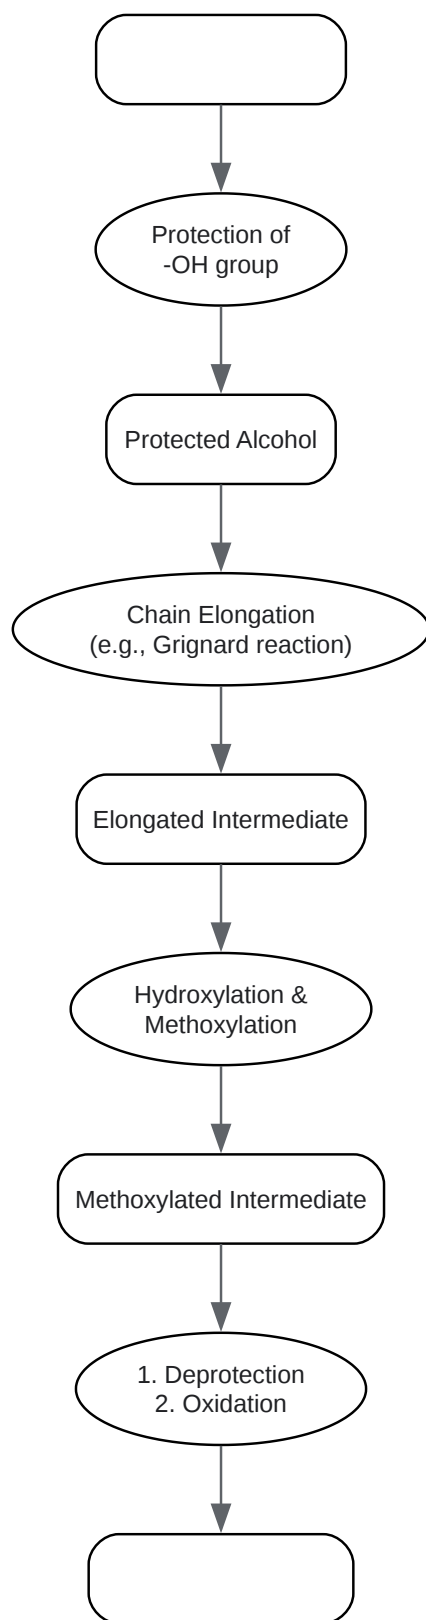 Protection of
-OH group
Protected Alcohol
Chain Elongation
(e.g., Grignard reaction)
Elongated Intermediate
Hydroxylation &
Methoxylation
Methoxylated Intermediate
1. Deprotection
2. Oxidation